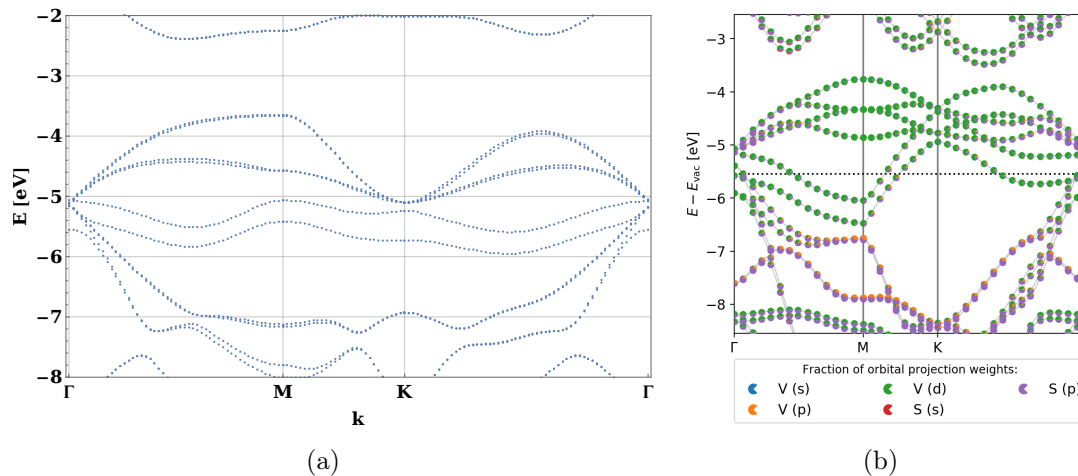 −2
−3
−4
−5
−6
−7
−8
E [eV]
Γ
M
K
Γ
k
(a)
−3
−4
−5
−6
−7
−8
E − Evac [eV]
Γ
M
K
Fraction of orbital projection weights:
V (s)
V (d)
S (p)
V (p)
S (s)
(b)